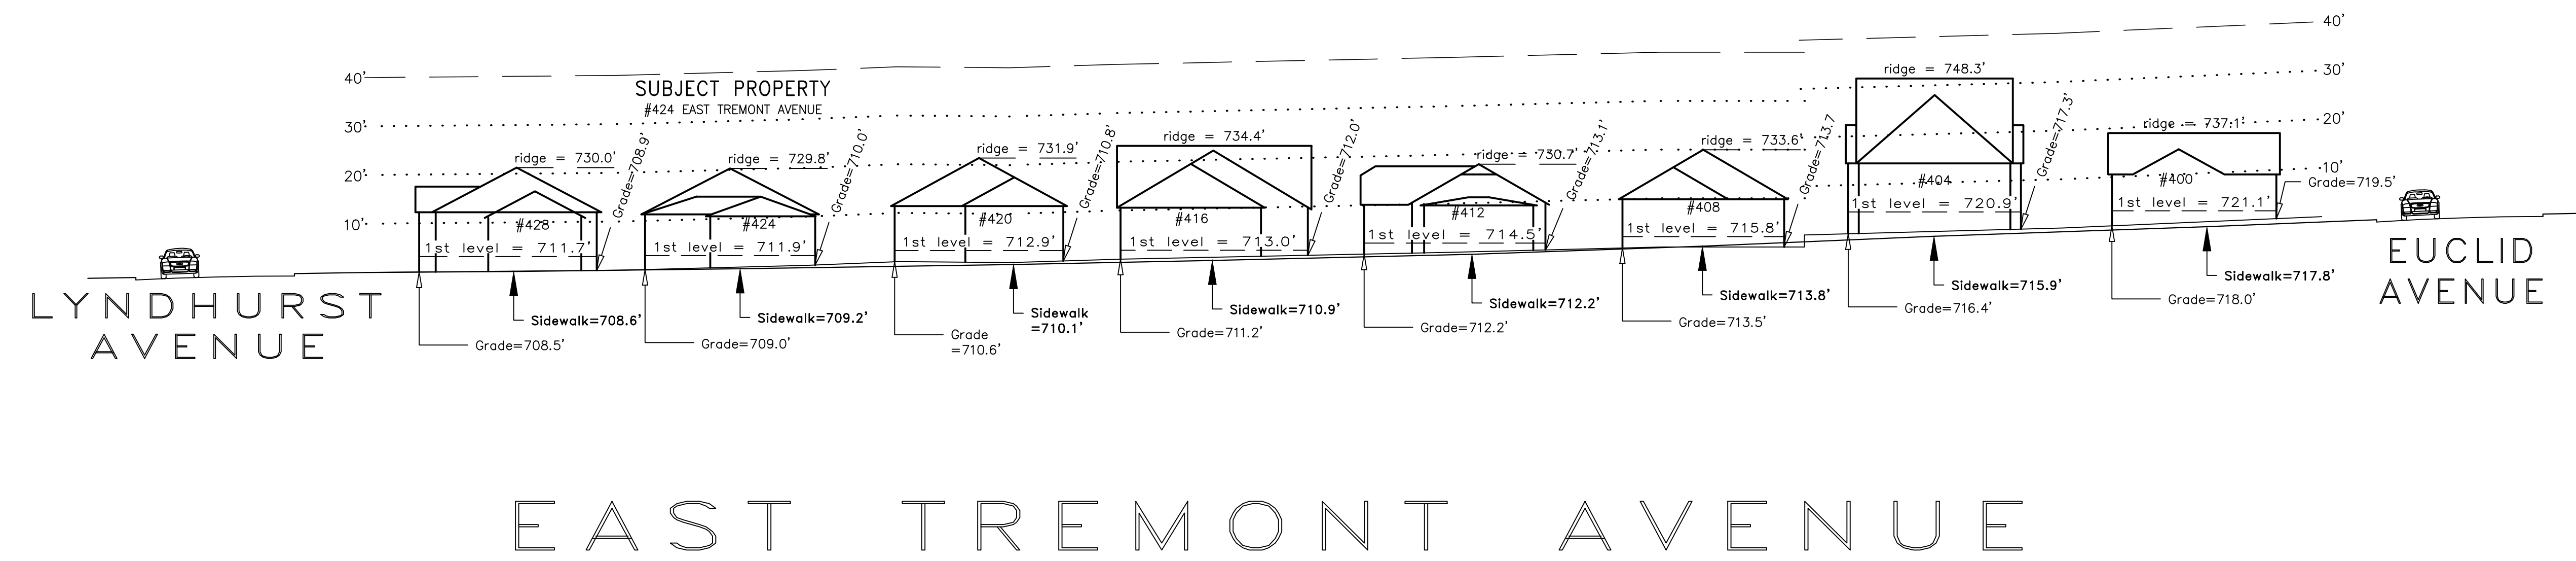 40'
30'
20'
10'
SUBJECT PROPERTY
#424 EAST TREMONT AVENUE
ridge = 730.0'
#428
1st level = 711.7'
Grade=708.9'
Sidewalk=708.6'
Grade=708.5'
ridge = 729.8'
#424
1st level = 711.9'
Grade=710.0'
Sidewalk=709.2'
Grade=709.0'
ridge = 731.9'
#420
1st level = 712.9'
Grade=710.8'
Sidewalk
=710.1'
Grade
=710.6'
ridge = 734.4'
#416
1st level = 713.0'
Grade=712.0'
Sidewalk=710.9'
Grade=711.2'
ridge = 730.7'
#412
1st level = 714.5'
Grade=713.1'
Sidewalk=712.2'
Grade=712.2'
ridge = 733.6'
#408
1st level = 715.8'
Grade=713.7
Sidewalk=713.8'
Grade=713.5'
ridge = 748.3'
#404
1st level = 720.9'
Grade=717.3'
Sidewalk=715.9'
Grade=716.4'
ridge = 737.1'
#400
1st level = 721.1'
Grade=719.5'
Sidewalk=717.8'
Grade=718.0'
40'
30'
20'
10'
LYNDHURST
AVENUE
EUCLID
AVENUE
EAST TREMONT AVENUE